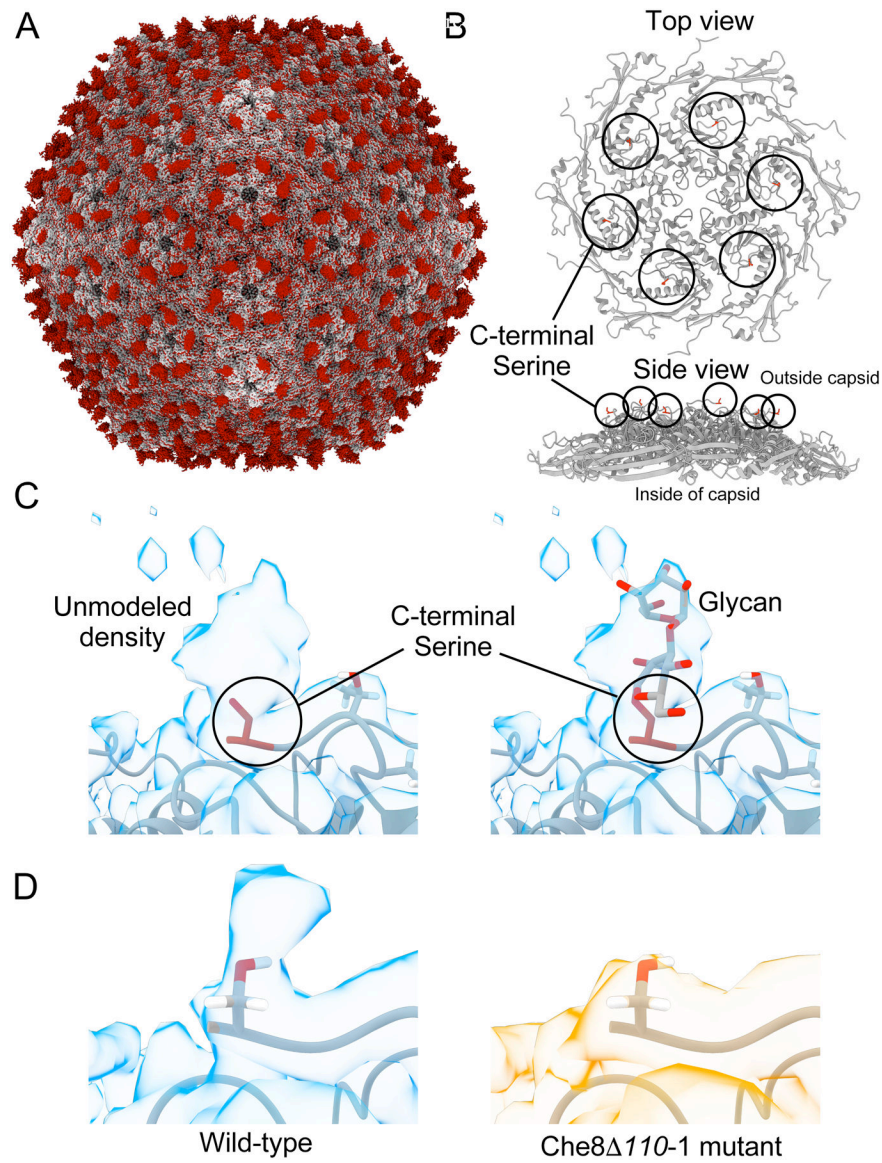 A
B
Top view
C-terminal
Serine
Side view
Outside capsid
Inside of capsid
C
Unmodeled
density
C-terminal
Serine
Glycan
D
Wild-type
Che8Δ110-1 mutant